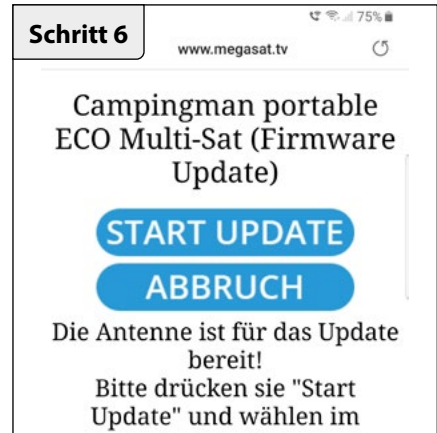 Schritt 6
75%
www.megasat.tv
Campingman portable
ECO Multi-Sat (Firmware
Update)
START UPDATE
ABBRUCH
Die Antenne ist für das Update
bereit!
Bitte drücken sie "Start
Update" und wählen im